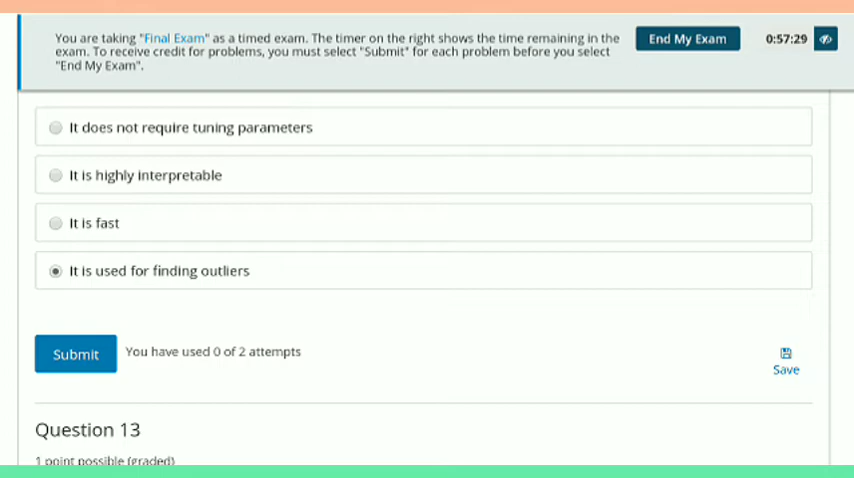 You are taking "Final Exam" as a timed exam. The timer on the right shows the time remaining in the
exam. To receive credit for problems, you must select "Submit" for each problem before you select
"End My Exam".
End My Exam
0:57:29
It does not require tuning parameters
It is highly interpretable
It is fast
It is used for finding outliers
Submit
You have used 0 of 2 attempts
Save
Question 13
1 point possible (graded)